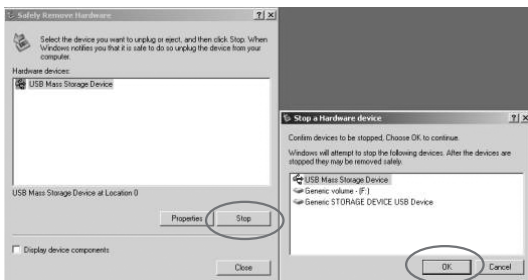 Safely Remove Hardware
Select the device you want to unplug or eject, and then click Stop. When
Windows notifies you that it is safe to do so unplug the device from your
computer.
Hardware devices:
USB Mass Storage Device
USB Mass Storage Device at Location 0
Properties
Stop
Display device components
Close
Stop a Hardware device
Confirm devices to be stopped, Choose OK to continue.
Windows will attempt to stop the following devices. After the devices are
stopped they may be removed safely.
USB Mass Storage Device
Generic volume - (F:)
Generic STORAGE DEVICE USB Device
OK
Cancel